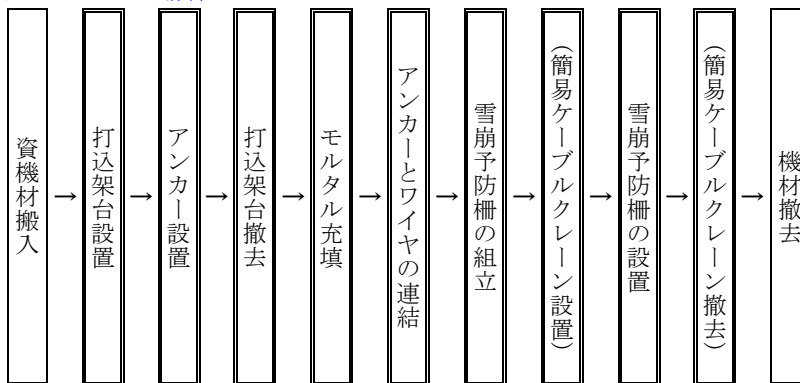 資機材搬入
→
打込架台設置
→
アンカー設置
→
打込架台撤去
→
モルタル充填
→
アンカーとワイヤの連結
→
雪崩予防柵の組立
→
(簡易ケーブルクレーン設置)
→
雪崩予防柵の設置
→
(簡易ケーブルクレーン撤去)
→
機材撤去